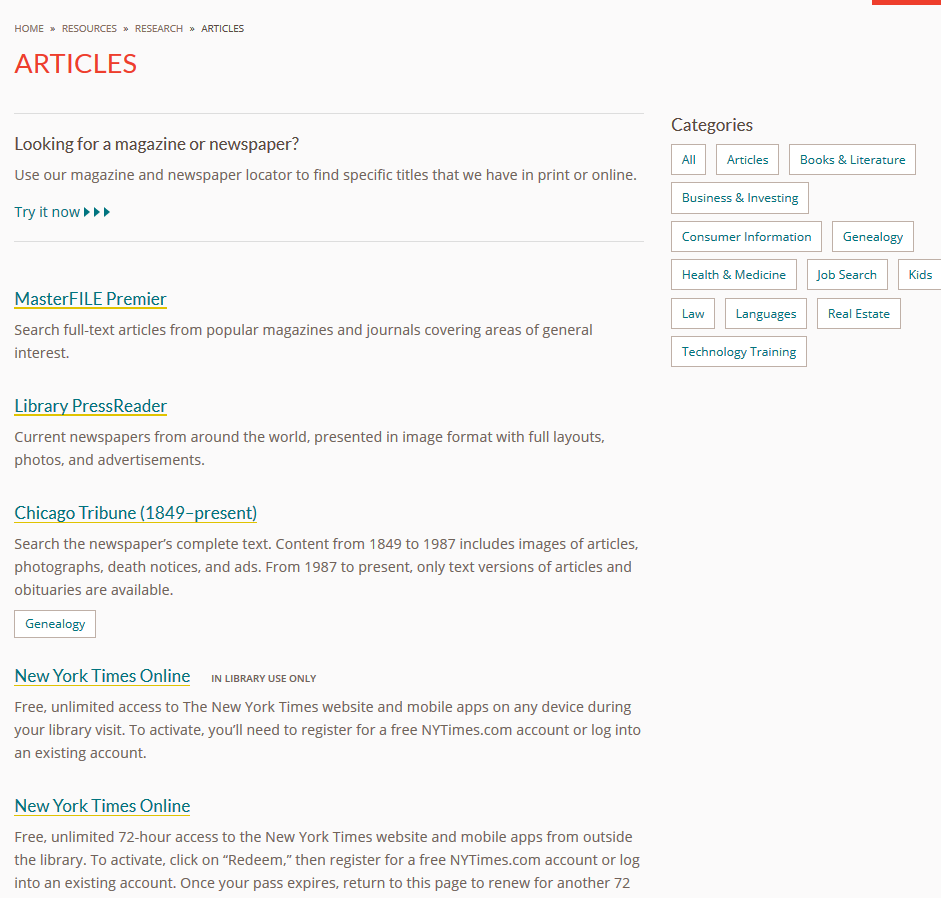 HOME » RESOURCES » RESEARCH » ARTICLES
ARTICLES
Looking for a magazine or newspaper?
Use our magazine and newspaper locator to find specific titles that we have in print or online.
Try it now
MasterFILE Premier
Search full-text articles from popular magazines and journals covering areas of general
interest.
Library PressReader
Current newspapers from around the world, presented in image format with full layouts,
photos, and advertisements.
Chicago Tribune (1849–present)
Search the newspaper’s complete text. Content from 1849 to 1987 includes images of articles,
photographs, death notices, and ads. From 1987 to present, only text versions of articles and
obituaries are available.
Genealogy
New York Times Online IN LIBRARY USE ONLY
Free, unlimited access to The New York Times website and mobile apps on any device during
your library visit. To activate, you’ll need to register for a free NYTimes.com account or log into
an existing account.
New York Times Online
Free, unlimited 72-hour access to the New York Times website and mobile apps from outside
the library. To activate, click on “Redeem,” then register for a free NYTimes.com account or log
into an existing account. Once your pass expires, return to this page to renew for another 72
Categories
All Articles Books & Literature
Business & Investing
Consumer Information Genealogy
Health & Medicine Job Search Kids
Law Languages Real Estate
Technology Training